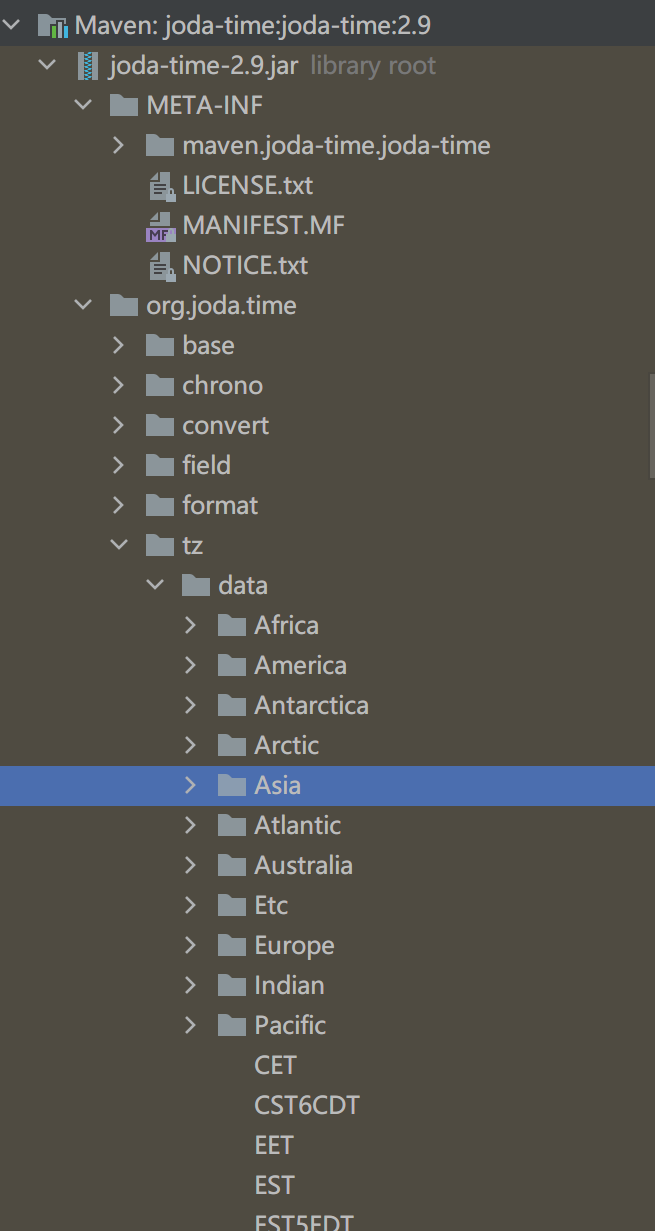 Maven: joda-time:joda-time:2.9
joda-time-2.9.jar library root
META-INF
maven.joda-time.joda-time
LICENSE.txt
MF MANIFEST.MF
NOTICE.txt
org.joda.time
base
chrono
convert
field
format
tz
data
Africa
America
Antarctica
Arctic
Asia
Atlantic
Australia
Etc
Europe
Indian
Pacific
CET
CST6CDT
EET
EST
EST5EDT